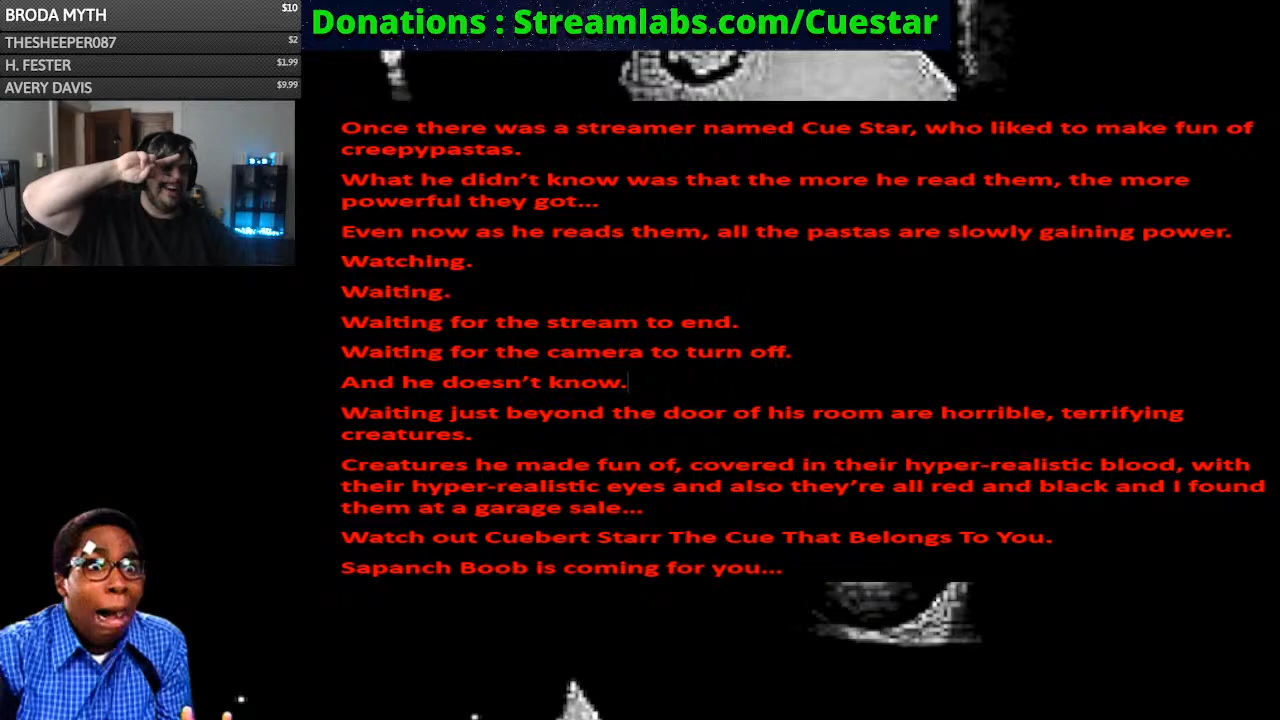 BRODA MYTH $10
THESHEEPER087 $2
H. FESTER $1.99
AVERY DAVIS $9.99
Donations : Streamlabs.com/Cuestar
Once there was a streamer named Cue Star, who liked to make fun of
creepypastas.
What he didn't know was that the more he read them, the more
powerful they got...
Even now as he reads them, all the pastas are slowly gaining power.
Watching.
Waiting.
Waiting for the stream to end.
Waiting for the camera to turn off.
And he doesn't know.
Waiting just beyond the door of his room are horrible, terrifying
creatures.
Creatures he made fun of, covered in their hyper-realistic blood, with
their hyper-realistic eyes and also they're all red and black and I found
them at a garage sale...
Watch out Cuebert Starr The Cue That Belongs To You.
Sapanch Boob is coming for you...